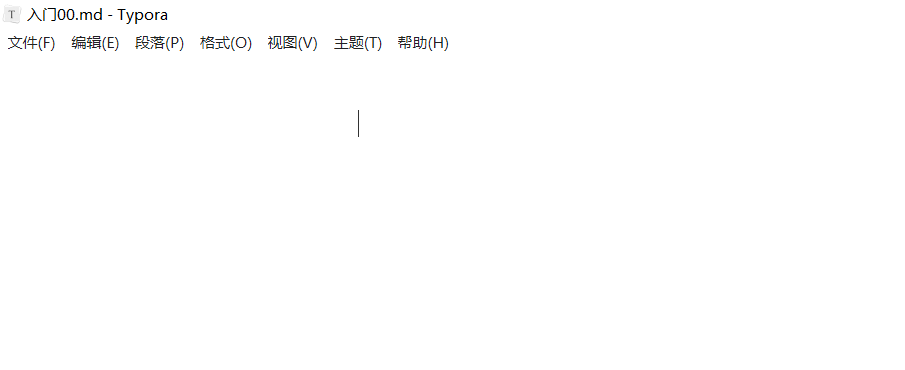 T 入门00.md - Typora
文件(F) 编辑(E) 段落(P) 格式(O) 视图(V) 主题(T) 帮助(H)